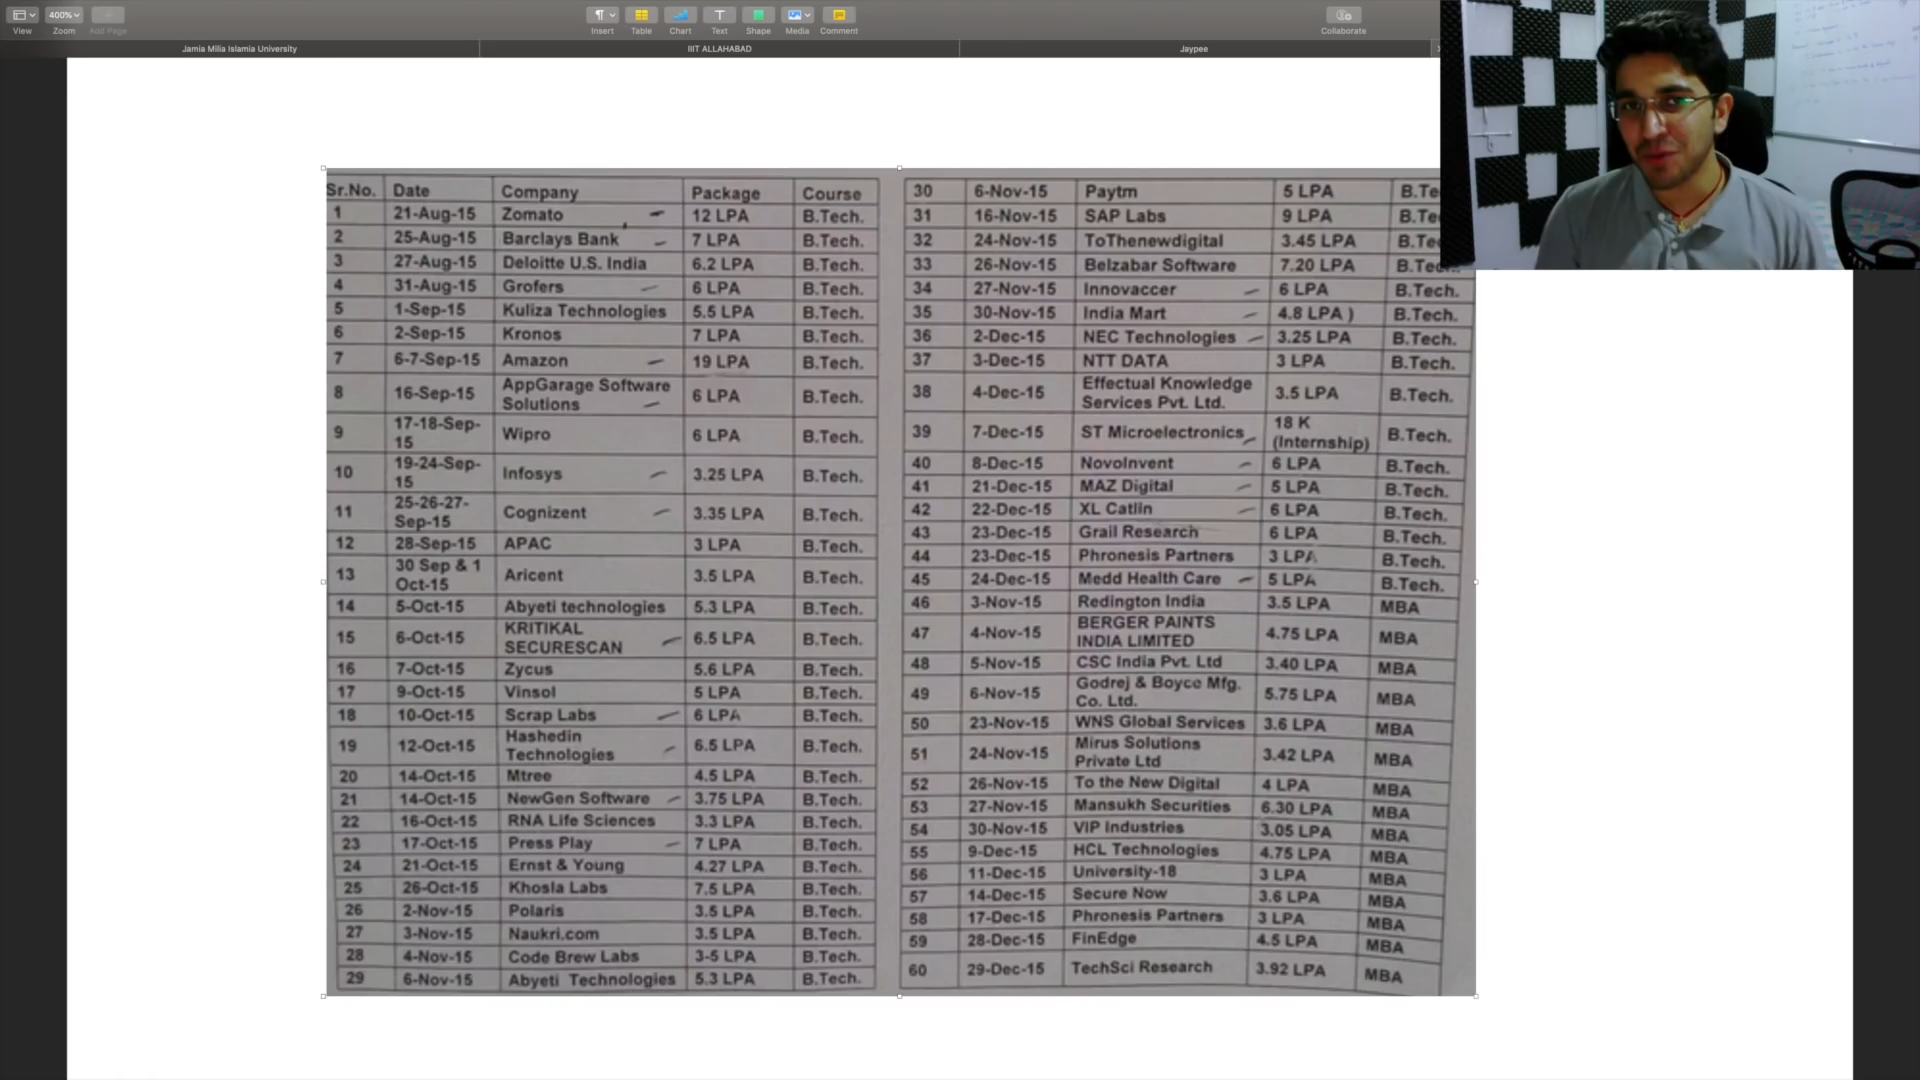 400%
View Zoom Add Page Insert Table Chart Text Shape Media Comment Collaborate
Jamia Milia Islamia University IIIT ALLAHABAD Jaypee
Sr.No. Date Company Package Course
1 21-Aug-15 Zomato 12 LPA B.Tech.
2 25-Aug-15 Barclays Bank 7 LPA B.Tech.
3 27-Aug-15 Deloitte U.S. India 6.2 LPA B.Tech.
4 31-Aug-15 Grofers 6 LPA B.Tech.
5 1-Sep-15 Kuliza Technologies 5.5 LPA B.Tech.
6 2-Sep-15 Kronos 7 LPA B.Tech.
7 6-7-Sep-15 Amazon 19 LPA B.Tech.
8 16-Sep-15 AppGarage Software
Solutions 6 LPA B.Tech.
9 17-18-Sep-
15 Wipro 6 LPA B.Tech.
10 19-24-Sep-
15 Infosys 3.25 LPA B.Tech.
11 25-26-27-
Sep-15 Cognizent 3.35 LPA B.Tech.
12 28-Sep-15 APAC 3 LPA B.Tech.
13 30 Sep & 1
Oct-15 Aricent 3.5 LPA B.Tech.
14 5-Oct-15 Abyeti technologies 5.3 LPA B.Tech.
15 6-Oct-15 KRITIKAL
SECURESCAN 6.5 LPA B.Tech.
16 7-Oct-15 Zycus 5.6 LPA B.Tech.
17 9-Oct-15 Vinsol 5 LPA B.Tech.
18 10-Oct-15 Scrap Labs 6 LPA B.Tech.
19 12-Oct-15 Hashedin
Technologies 6.5 LPA B.Tech.
20 14-Oct-15 Mtree 4.5 LPA B.Tech.
21 14-Oct-15 NewGen Software 3.75 LPA B.Tech.
22 16-Oct-15 RNA Life Sciences 3.3 LPA B.Tech.
23 17-Oct-15 Press Play 7 LPA B.Tech.
24 21-Oct-15 Ernst & Young 4.27 LPA B.Tech.
25 26-Oct-15 Khosla Labs 7.5 LPA B.Tech.
26 2-Nov-15 Polaris 3.5 LPA B.Tech.
27 3-Nov-15 Naukri.com 3.5 LPA B.Tech.
28 4-Nov-15 Code Brew Labs 3-5 LPA B.Tech.
29 6-Nov-15 Abyeti Technologies 5.3 LPA B.Tech.
30 6-Nov-15 Paytm 5 LPA B.Te
31 16-Nov-15 SAP Labs 9 LPA B.Te
32 24-Nov-15 ToThenewdigital 3.45 LPA B.Te
33 26-Nov-15 Belzabar Software 7.20 LPA B.Tech.
34 27-Nov-15 Innovaccer 6 LPA B.Tech.
35 30-Nov-15 India Mart 4.8 LPA ) B.Tech.
36 2-Dec-15 NEC Technologies 3.25 LPA B.Tech.
37 3-Dec-15 NTT DATA 3 LPA B.Tech.
38 4-Dec-15 Effectual Knowledge
Services Pvt. Ltd. 3.5 LPA B.Tech.
39 7-Dec-15 ST Microelectronics 18 K
(Internship) B.Tech.
40 8-Dec-15 NovoInvent 6 LPA B.Tech.
41 21-Dec-15 MAZ Digital 5 LPA B.Tech.
42 22-Dec-15 XL Catlin 6 LPA B.Tech.
43 23-Dec-15 Grail Research 6 LPA B.Tech.
44 23-Dec-15 Phronesis Partners 3 LPA B.Tech.
45 24-Dec-15 Medd Health Care 5 LPA B.Tech.
46 3-Nov-15 Redington India 3.5 LPA MBA
47 4-Nov-15 BERGER PAINTS
INDIA LIMITED 4.75 LPA MBA
48 5-Nov-15 CSC India Pvt. Ltd 3.40 LPA MBA
49 6-Nov-15 Godrej & Boyce Mfg.
Co. Ltd. 5.75 LPA MBA
50 23-Nov-15 WNS Global Services 3.6 LPA MBA
51 24-Nov-15 Mirus Solutions
Private Ltd 3.42 LPA MBA
52 26-Nov-15 To the New Digital 4 LPA MBA
53 27-Nov-15 Mansukh Securities 6.30 LPA MBA
54 30-Nov-15 VIP Industries 3.05 LPA MBA
55 9-Dec-15 HCL Technologies 4.75 LPA MBA
56 11-Dec-15 University-18 3 LPA MBA
57 14-Dec-15 Secure Now 3.6 LPA MBA
58 17-Dec-15 Phronesis Partners 3 LPA MBA
59 28-Dec-15 FinEdge 4.5 LPA MBA
60 29-Dec-15 TechSci Research 3.92 LPA MBA